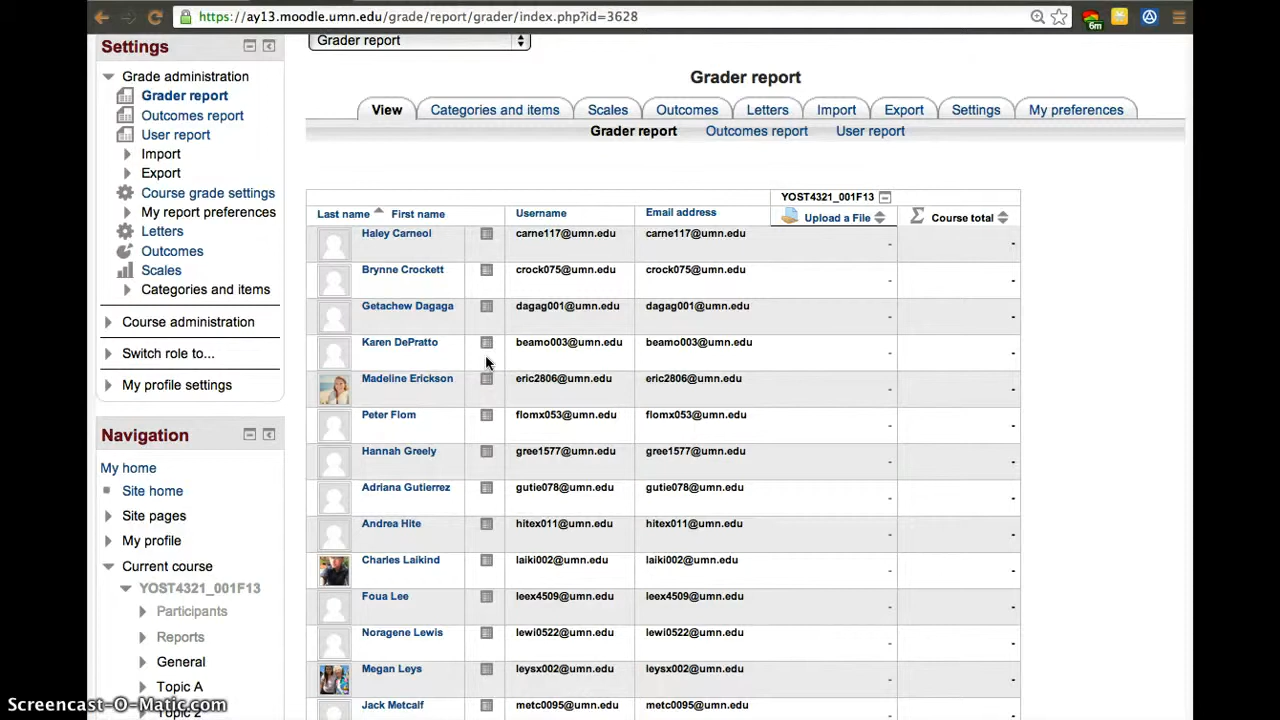 https://ay13.moodle.umn.edu/grade/report/grader/index.php?id=3628
6m
Settings
Grade administration
Grader report
Outcomes report
User report
Import
Export
Course grade settings
My report preferences
Letters
Outcomes
Scales
Categories and items
Course administration
Switch role to...
My profile settings
Navigation
My home
Site home
Site pages
My profile
Current course
YOST4321_001F13
Participants
Reports
General
Topic A
Topic 2
Grader report
Grader report
View Categories and items Scales Outcomes Letters Import Export Settings My preferences
Grader report Outcomes report User report
YOST4321_001F13
Last name First name Username Email address Upload a File Course total
Haley Carneol carne117@umn.edu carne117@umn.edu - -
Brynne Crockett crock075@umn.edu crock075@umn.edu - -
Getachew Dagaga dagag001@umn.edu dagag001@umn.edu - -
Karen DePratto beamo003@umn.edu beamo003@umn.edu - -
Madeline Erickson eric2806@umn.edu eric2806@umn.edu - -
Peter Flom flomx053@umn.edu flomx053@umn.edu - -
Hannah Greely gree1577@umn.edu gree1577@umn.edu - -
Adriana Gutierrez gutie078@umn.edu gutie078@umn.edu - -
Andrea Hite hitex011@umn.edu hitex011@umn.edu - -
Charles Laikind laiki002@umn.edu laiki002@umn.edu - -
Foua Lee leex4509@umn.edu leex4509@umn.edu - -
Noragene Lewis lewi0522@umn.edu lewi0522@umn.edu - -
Megan Leys leysx002@umn.edu leysx002@umn.edu - -
Jack Metcalf metc0095@umn.edu metc0095@umn.edu
Screencast-O-Matic.com